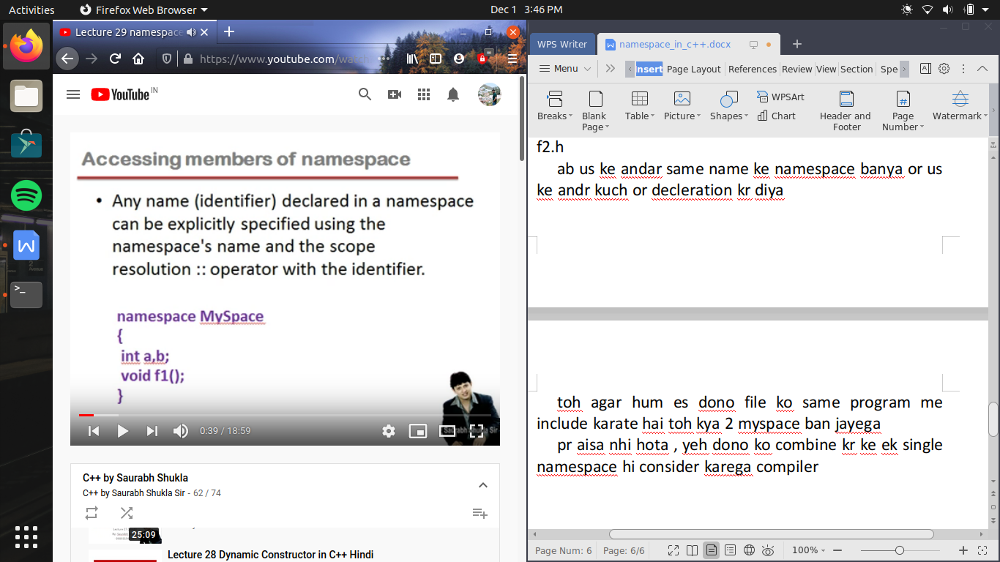 Activities
Firefox Web Browser
Dec 1 3:46 PM
Lecture 29 namespace
https://www.youtube.com/wat
YouTube IN
Accessing members of namespace
• Any name (identifier) declared in a namespace
can be explicitly specified using the
namespace's name and the scope
resolution :: operator with the identifier.
namespace MySpace
{
int a,b;
void f1();
}
0:39 / 18:59
C++ by Saurabh Shukla
C++ by Saurabh Shukla Sir - 62 / 74
25:09
Lecture 28 Dynamic Constructor in C++ Hindi
WPS Writer
namespace_in_c++.docx
Menu
Insert
Page Layout
References
Review
View
Section
Spe
Breaks
Blank
Page
Table
Picture
Shapes
WPSArt
Chart
Header and
Footer
Page
Number
Watermark
f2.h
ab us ke andar same name ke namespace banya or us
ke andr kuch or decleration kr diya
toh agar hum es dono file ko same program me
include karate hai toh kya 2 myspace ban jayega
pr aisa nhi hota , yeh dono ko combine kr ke ek single
namespace hi consider karega compiler
Page Num: 6
Page: 6/6
100%